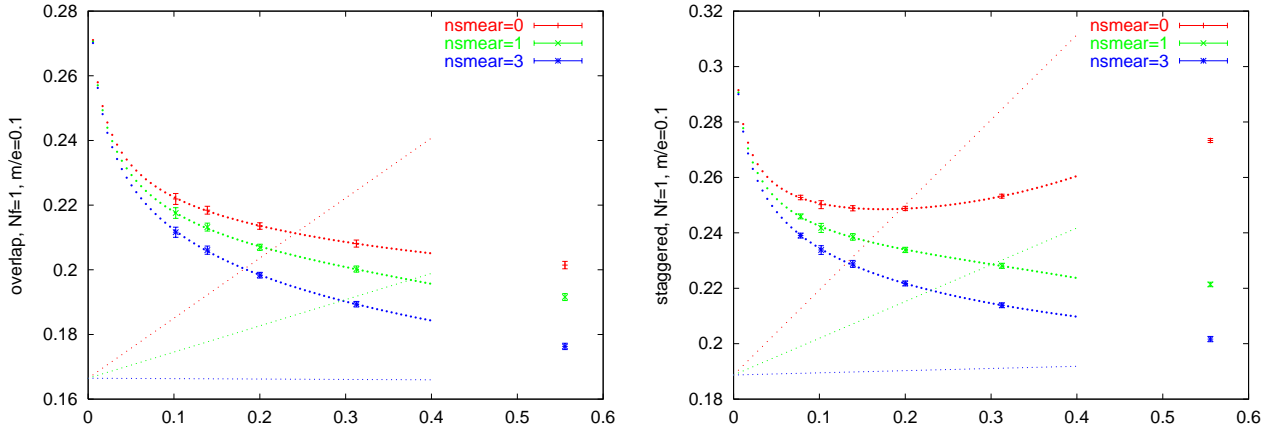 0.28
0.26
0.24
0.22
0.2
0.18
0.16
overlap, Nf=1, m/e=0.1
nsmear=0
nsmear=1
nsmear=3
0 0.1 0.2 0.3 0.4 0.5 0.6
0.32
0.3
0.28
0.26
0.24
0.22
0.2
0.18
staggered, Nf=1, m/e=0.1
nsmear=0
nsmear=1
nsmear=3
0 0.1 0.2 0.3 0.4 0.5 0.6